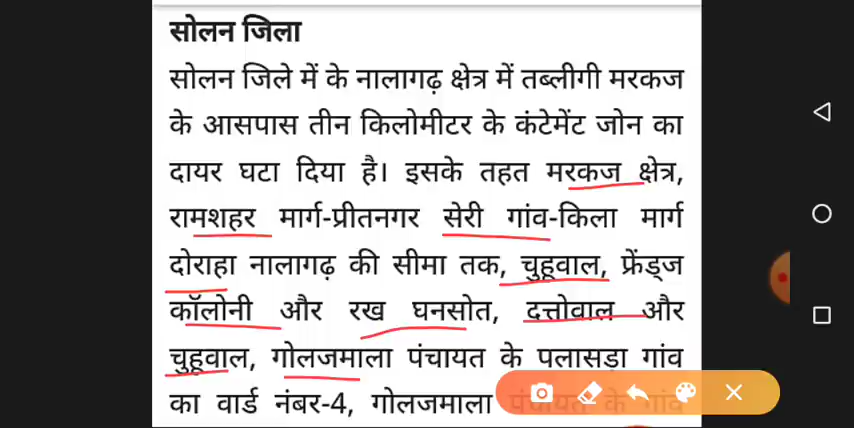 सोलन जिला
सोलन जिले में के नालागढ़ क्षेत्र में तब्लीगी मरकज
के आसपास तीन किलोमीटर के कंटेमेंट जोन का
दायर घटा दिया है। इसके तहत मरकज क्षेत्र,
रामशहर मार्ग-प्रीतनगर सेरी गांव-किला मार्ग
दोराहा नालागढ़ की सीमा तक, चुहूवाल, फ्रेंड्ज
कॉलोनी और रख घनसोत, दत्तोवाल और
चुहूवाल, गोलजमाला पंचायत के पलासड़ा गांव
का वार्ड नंबर-4, गोलजमाला पंचायत के गांव